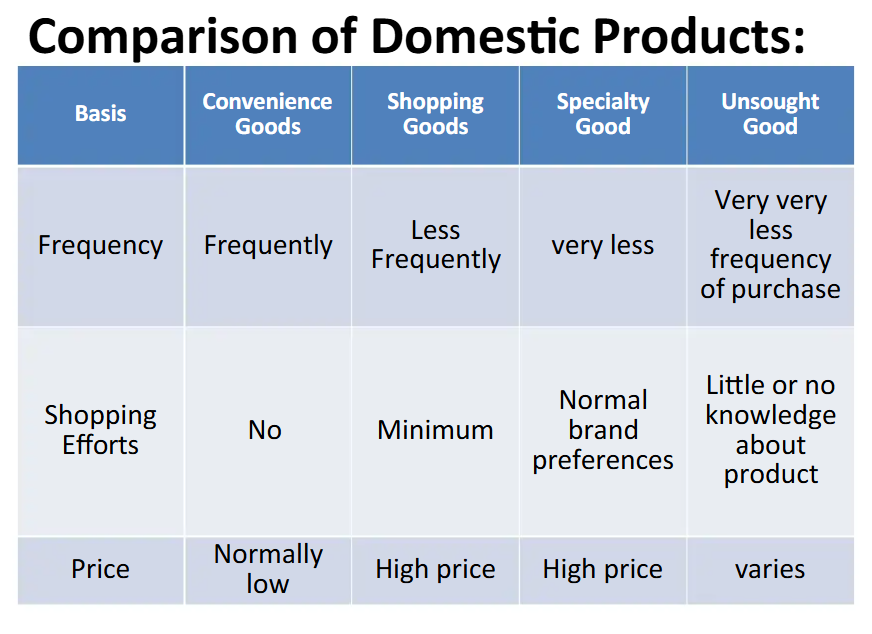 Comparison of Domestic Products:
Basis
Convenience
Goods
Shopping
Goods
Specialty
Good
Unsought
Good
Frequency
Frequently
Less
Frequently
very less
Very very
less
frequency
of purchase
Shopping
Efforts
No
Minimum
Normal
brand
preferences
Little or no
knowledge
about
product
Price
Normally
low
High price
High price
varies